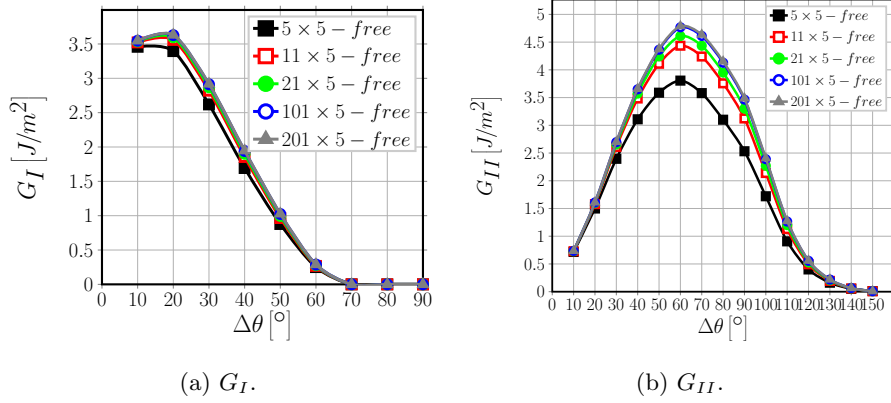 3.5
3
2.5
2
1.5
1
0.5
0
G_I [J/m²]
5 × 5 − free
11 × 5 − free
21 × 5 − free
101 × 5 − free
201 × 5 − free
0 10 20 30 40 50 60 70 80 90
Δθ [°]
(a) G_I.
5
4.5
4
3.5
3
2.5
2
1.5
1
0.5
0
G_II [J/m²]
5 × 5 − free
11 × 5 − free
21 × 5 − free
101 × 5 − free
201 × 5 − free
0 10 20 30 40 50 60 70 80 90 100 110 120 130 140 150
Δθ [°]
(b) G_II.